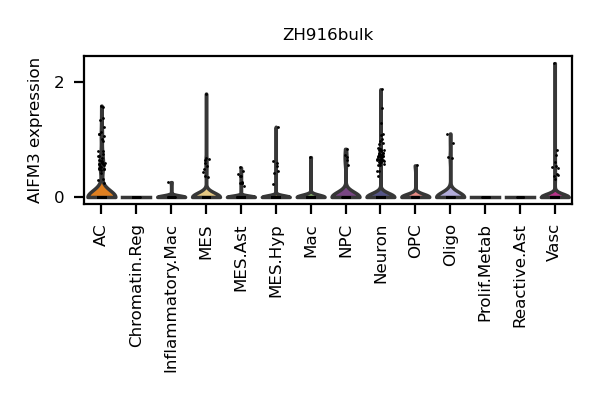 ZH916bulk
AIFM3 expression
2
0
AC
Chromatin.Reg
Inflammatory.Mac
MES
MES.Ast
MES.Hyp
Mac
NPC
Neuron
OPC
Oligo
Prolif.Metab
Reactive.Ast
Vasc